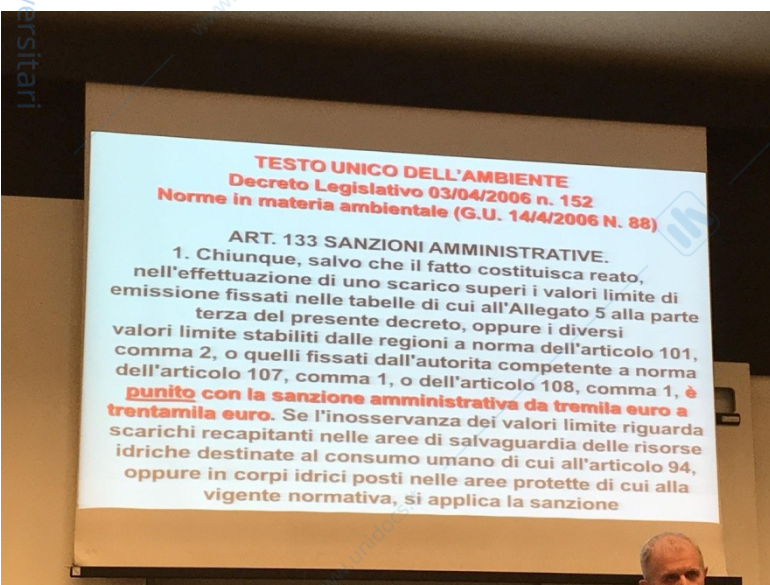 ersitari
www.
TESTO UNICO DELL'AMBIENTE
Decreto Legislativo 03/04/2006 n. 152
Norme in materia ambientale (G.U. 14/4/2006 N. 88)
ART. 133 SANZIONI AMMINISTRATIVE.
1. Chiunque, salvo che il fatto costituisca reato,
nell'effettuazione di uno scarico superi i valori limite di
emissione fissati nelle tabelle di cui all'Allegato 5 alla parte
terza del presente decreto, oppure i diversi
valori limite stabiliti dalle regioni a norma dell'articolo 101,
comma 2, o quelli fissati dall'autorita competente a norma
dell'articolo 107, comma 1, o dell'articolo 108, comma 1, è
punito con la sanzione amministrativa da tremila euro a
trentamila euro. Se l'inosservanza dei valori limite riguarda
scarichi recapitanti nelle aree di salvaguardia delle risorse
idriche destinate al consumo umano di cui all'articolo 94,
oppure in corpi idrici posti nelle aree protette di cui alla
vigente normativa, si applica la sanzione
www.unidocs.